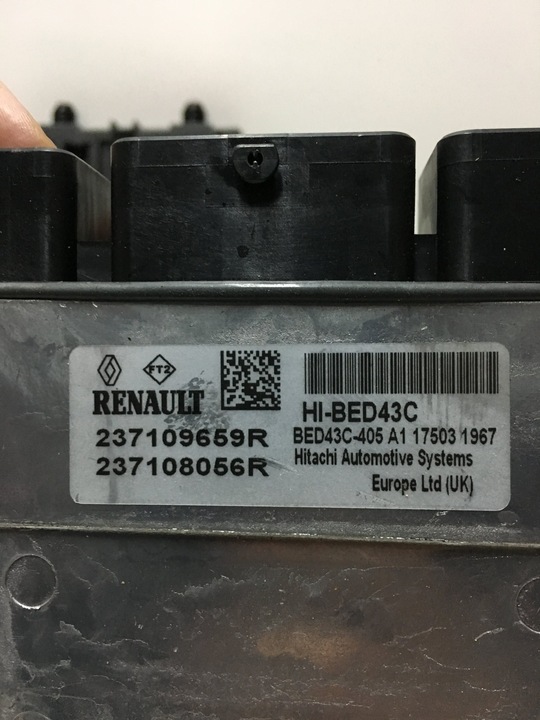 FT2
RENAULT
237109659R
237108056R
HI-BED43C
BED43C-405 A1 17503 1967
Hitachi Automotive Systems
Europe Ltd (UK)